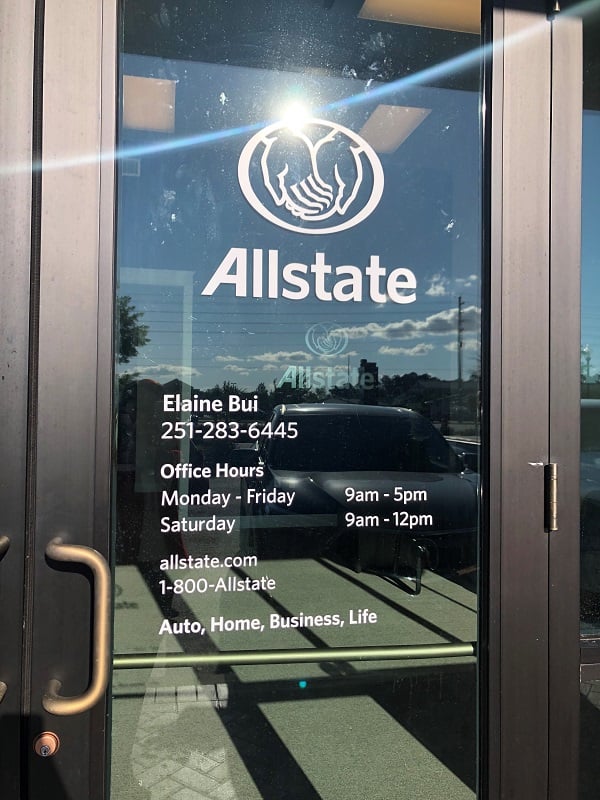 Allstate
Allstate
Elaine Bui
251-283-6445
Office Hours
Monday - Friday 9am - 5pm
Saturday 9am - 12pm
allstate.com
1-800-Allstate
Auto, Home, Business, Life